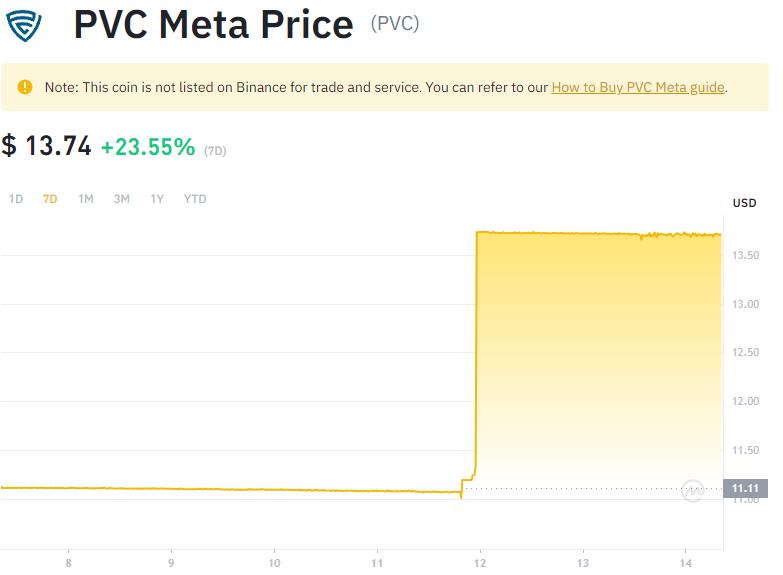 PVC Meta Price (PVC)
Note: This coin is not listed on Binance for trade and service. You can refer to our How to Buy PVC Meta guide.
$ 13.74 +23.55% (7D)
1D 7D 1M 3M 1Y YTD
USD
13.50
13.00
12.50
12.00
11.50
11.11
11.00
8 9 10 11 12 13 14